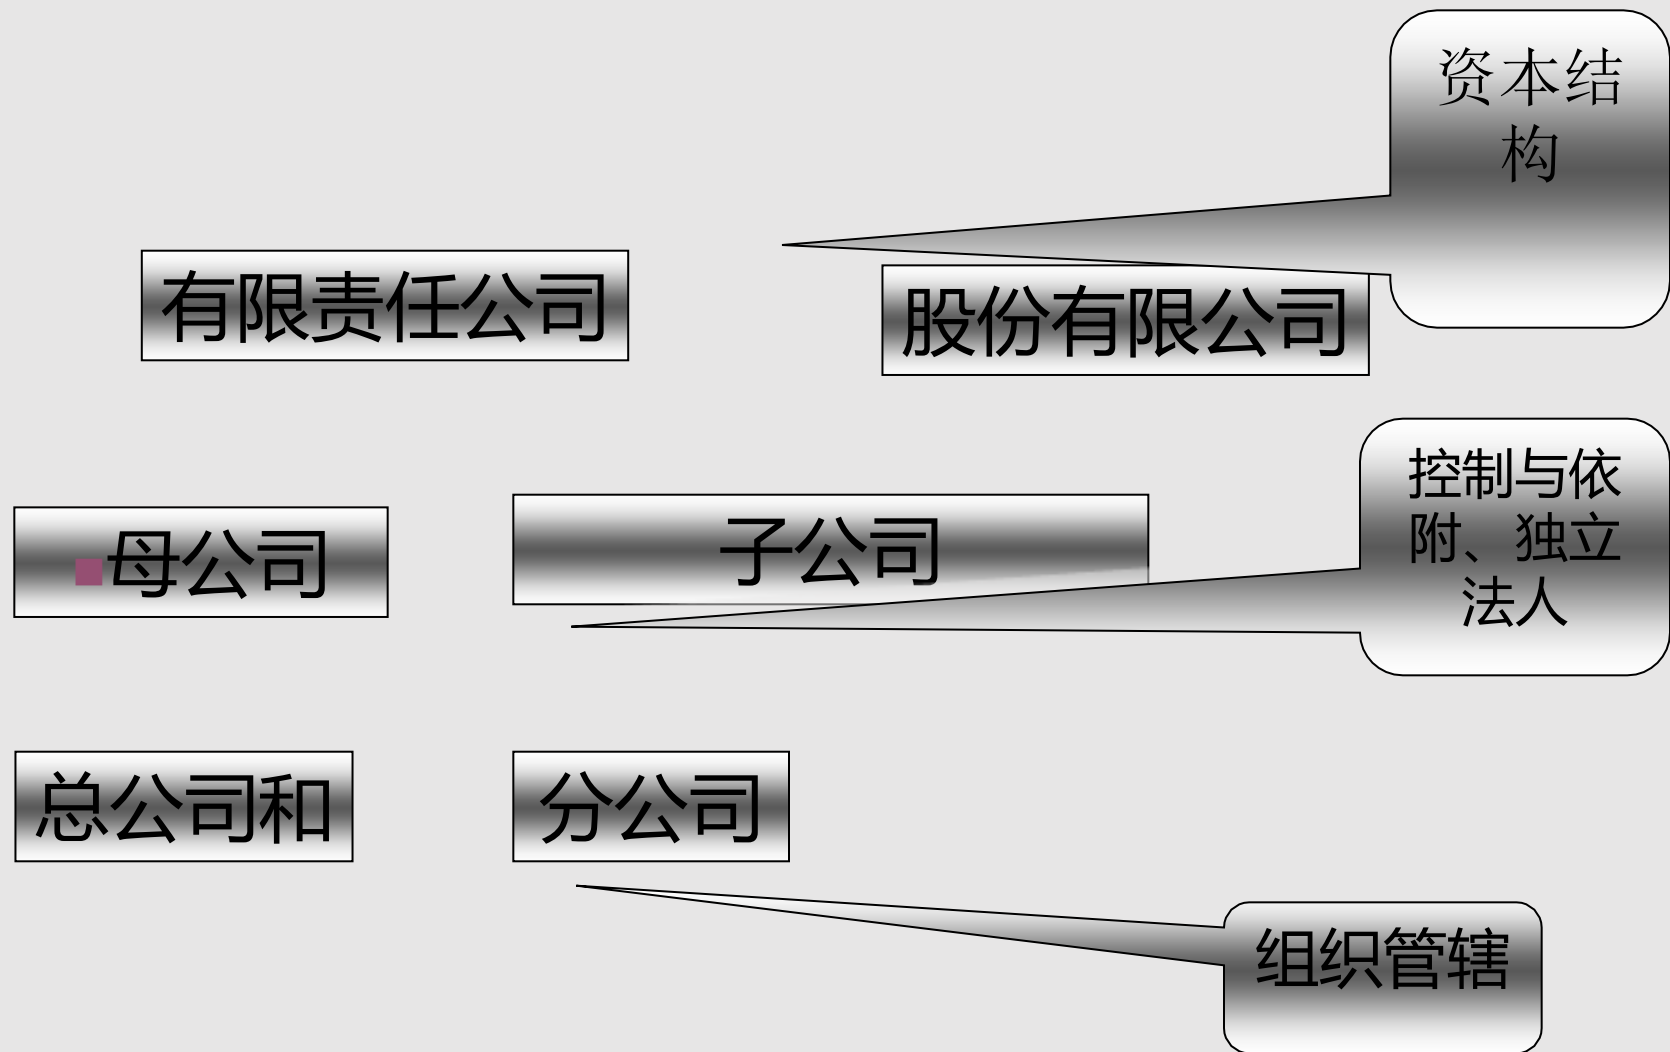 资本结
构
有限责任公司
股份有限公司
控制与依
附、独立
法人
母公司
子公司
总公司和
分公司
组织管辖